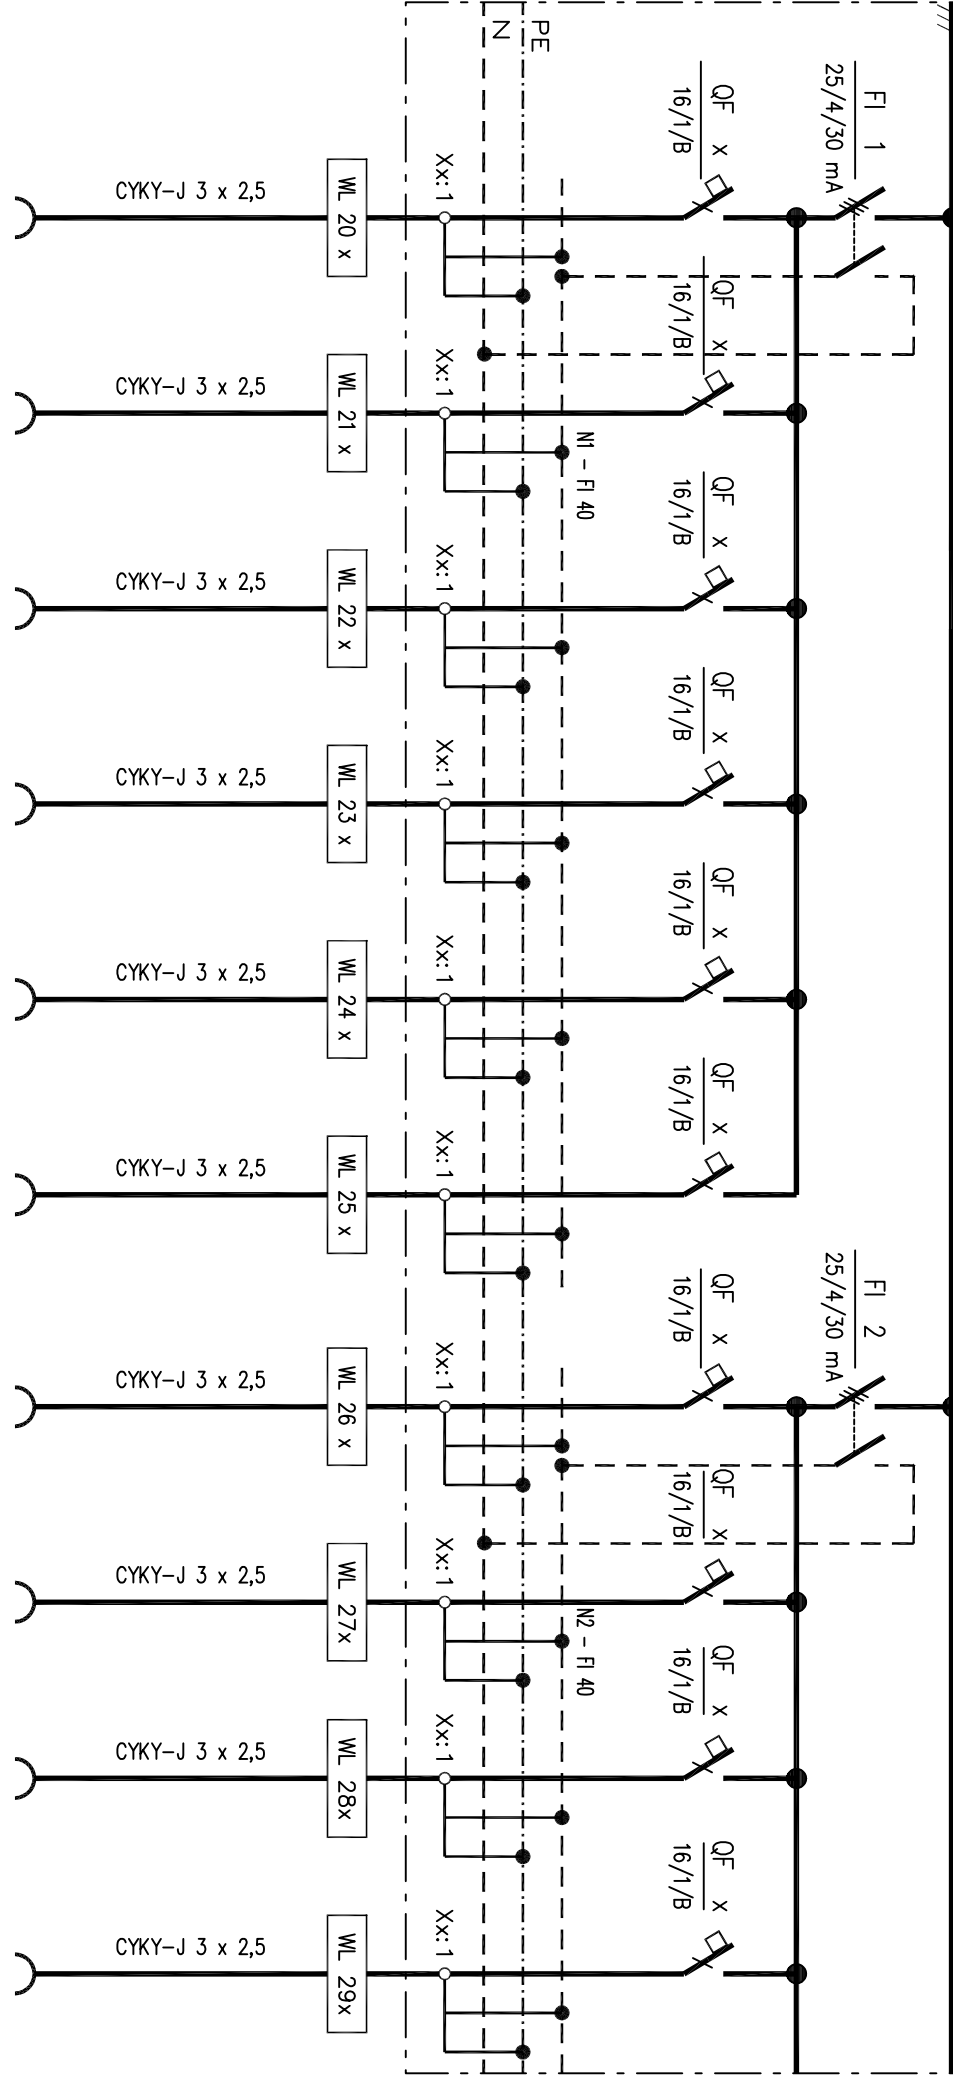 N
PE
FI 1
25/4/30 mA
QF x
16/1/B
Xx:1
WL 20 x
CYKY-J 3 x 2,5
QF x
16/1/B
Xx:1
WL 21 x
CYKY-J 3 x 2,5
N1 - FI 40
QF x
16/1/B
Xx:1
WL 22 x
CYKY-J 3 x 2,5
QF x
16/1/B
Xx:1
WL 23 x
CYKY-J 3 x 2,5
QF x
16/1/B
Xx:1
WL 24 x
CYKY-J 3 x 2,5
QF x
16/1/B
Xx:1
WL 25 x
CYKY-J 3 x 2,5
FI 2
25/4/30 mA
QF x
16/1/B
Xx:1
WL 26 x
CYKY-J 3 x 2,5
QF x
16/1/B
Xx:1
WL 27x
CYKY-J 3 x 2,5
N2 - FI 40
QF x
16/1/B
Xx:1
WL 28x
CYKY-J 3 x 2,5
QF x
16/1/B
Xx:1
WL 29x
CYKY-J 3 x 2,5